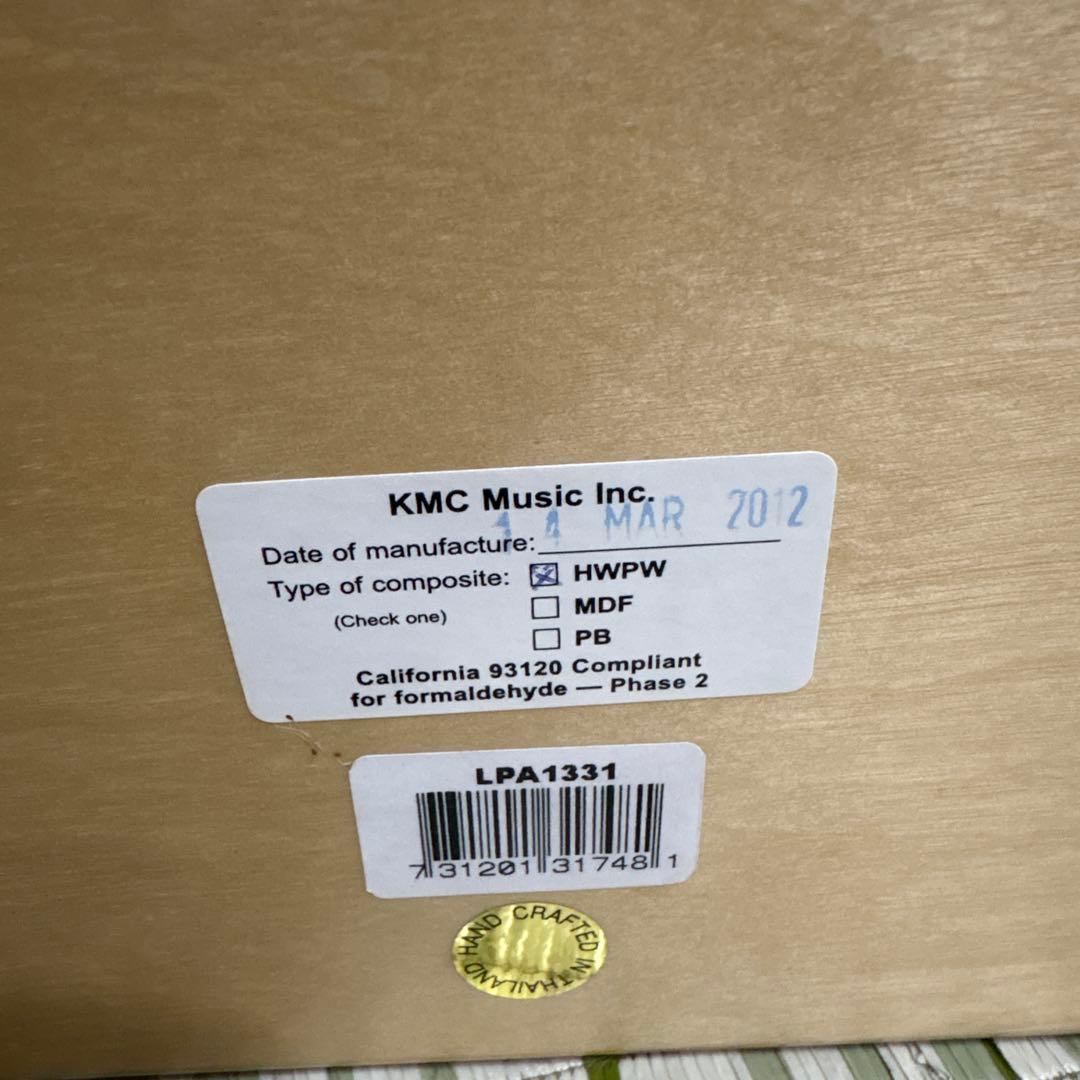 KMC Music Inc.
14 MAR 2012
Date of manufacture:
Type of composite: HWPW
(Check one) MDF
PB
California 93120 Compliant
for formaldehyde — Phase 2
LPA1331
7 31201 31748 1
HAND CRAFTED IN THAILAND